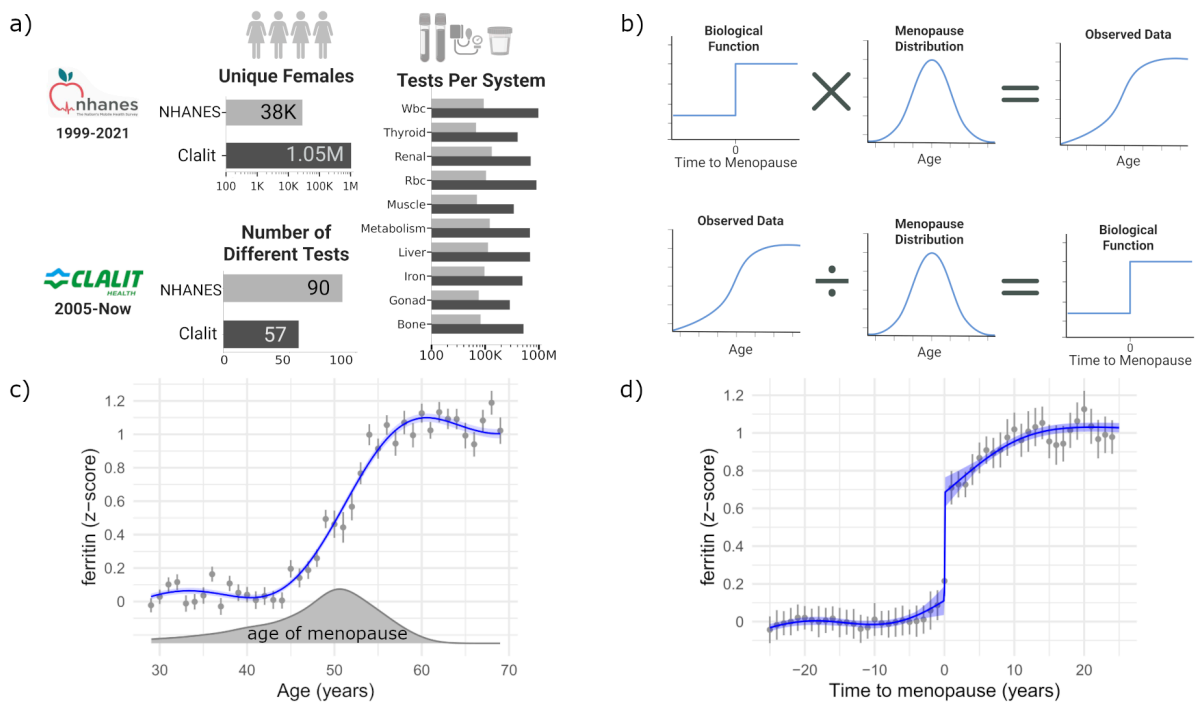 a)
nhanes
The Nation's Mobile Health Survey
1999-2021
Unique Females
NHANES
38K
Clalit
1.05M
100 1K 10K 100K 1M
CLALIT
HEALTH
2005-Now
Number of
Different Tests
NHANES
90
Clalit
57
0 50 100
Tests Per System
Wbc
Thyroid
Renal
Rbc
Muscle
Metabolism
Liver
Iron
Gonad
Bone
100 100K 100M
b)
Biological
Function
0
Time to Menopause
×
Menopause
Distribution
Age
=
Observed Data
Age
Observed Data
Age
÷
Menopause
Distribution
Age
=
Biological
Function
0
Time to Menopause
c)
ferritin (z-score)
1.2
1
0.8
0.6
0.4
0.2
0
age of menopause
30 40 50 60 70
Age (years)
d)
ferritin (z-score)
1.2
1
0.8
0.6
0.4
0.2
0
−20 −10 0 10 20
Time to menopause (years)